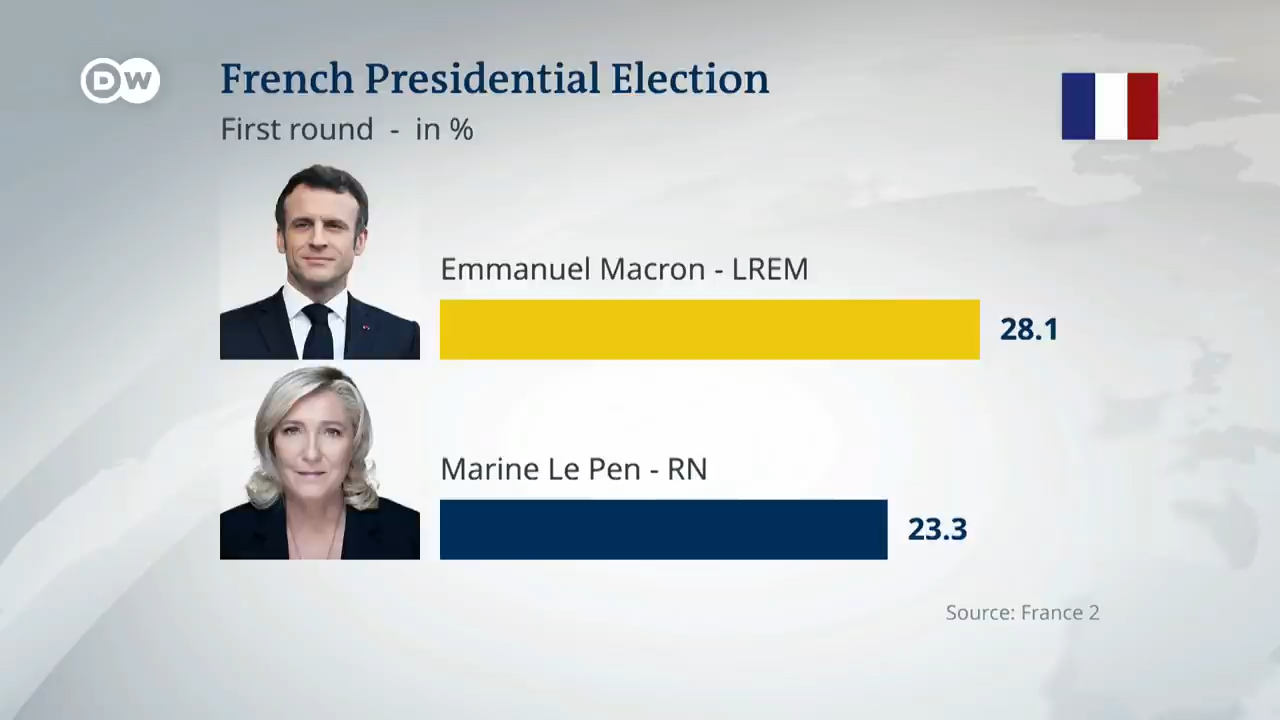 DW
French Presidential Election
First round - in %
Emmanuel Macron - LREM
28.1
Marine Le Pen - RN
23.3
Source: France 2